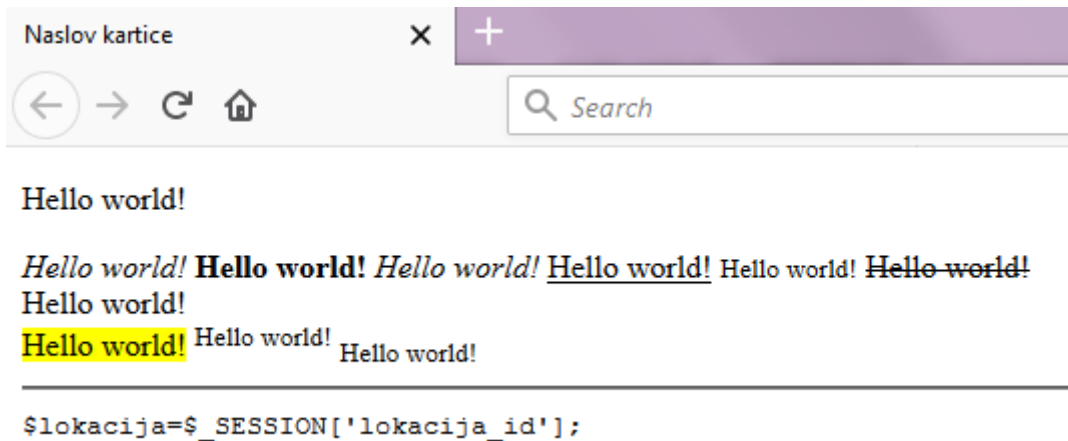 Naslov kartice
Search
Hello world!
Hello world! Hello world! Hello world! Hello world! Hello world! Hello world!
Hello world!
Hello world! Hello world! Hello world!
$lokacija=$_SESSION['lokacija_id'];